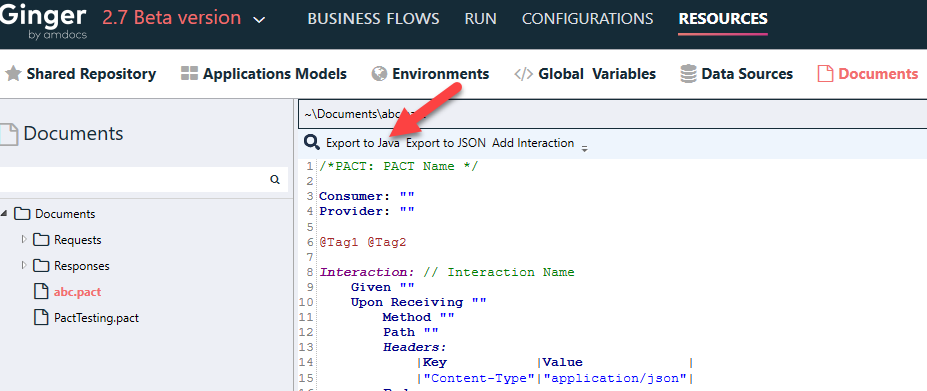 Ginger
by amdocs
2.7 Beta version
BUSINESS FLOWS RUN CONFIGURATIONS RESOURCES
Shared Repository Applications Models Environments </> Global Variables Data Sources Documents
Documents
Documents
Requests
Responses
abc.pact
PactTesting.pact
~\Documents\abc
Export to Java Export to JSON Add Interaction
1 /*PACT: PACT Name */
2
3 Consumer: ""
4 Provider: ""
5
6 @Tag1 @Tag2
7
8 Interaction: // Interaction Name
9 Given ""
10 Upon Receiving ""
11 Method ""
12 Path ""
13 Headers:
14 |Key |Value |
15 |"Content-Type"|"application/json"|